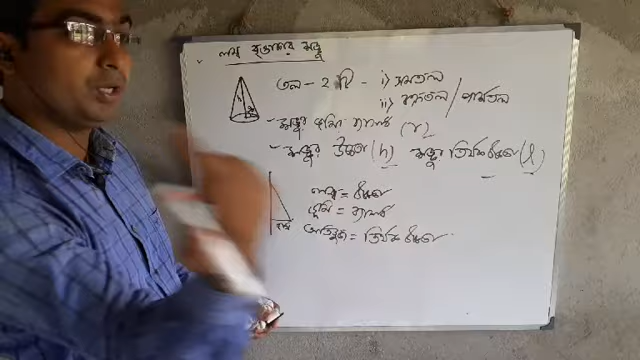 লম্ব বৃত্তাকার শঙ্কু
তল - ২টি - i) সমতল
ii) বক্রতল / পার্শ্বতল
- শঙ্কুর ভূমির ব্যাসার্ধ (r)
- শঙ্কুর উচ্চতা (h) শঙ্কুর তির্যক উচ্চতা (l)
লম্ব = উচ্চতা
ভূমি = ব্যাসার্ধ
অতিভুজ = তির্যক উচ্চতা